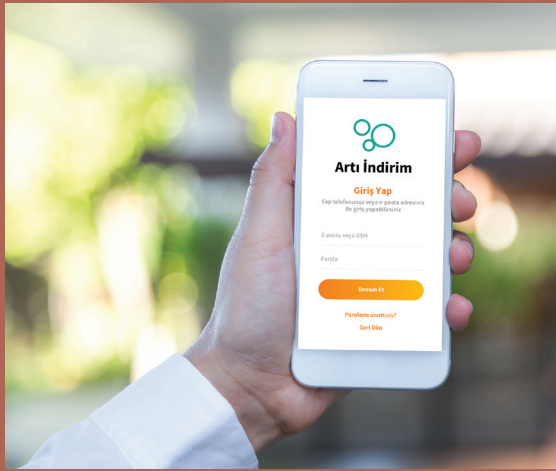 Artı İndirim
Giriş Yap
Cep telefonunuz veya e-posta adresiniz
ile giriş yapabilirsiniz
E-posta veya GSM
Parola
Devam Et
Parolamı unuttum?
Geri Dön